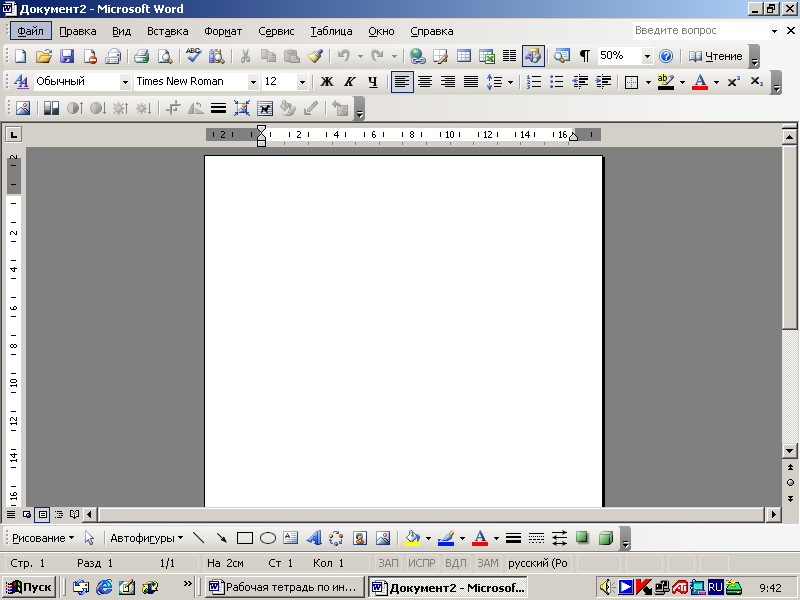 Документ2 - Microsoft Word
Файл Правка Вид Вставка Формат Сервис Таблица Окно Справка Введите вопрос
50% Чтение
Обычный Times New Roman 12 Ж К Ч
2 2 4 6 8 10 12 14 16
2
2
4
6
8
10
12
14
16
Рисование Автофигуры
Стр. 1 Разд 1 1/1 На 2см Ст 1 Кол 1 ЗАП ИСПР ВДЛ ЗАМ русский (Ро
Пуск Рабочая тетрадь по ин... Документ2 - Microsof... RU 9:42